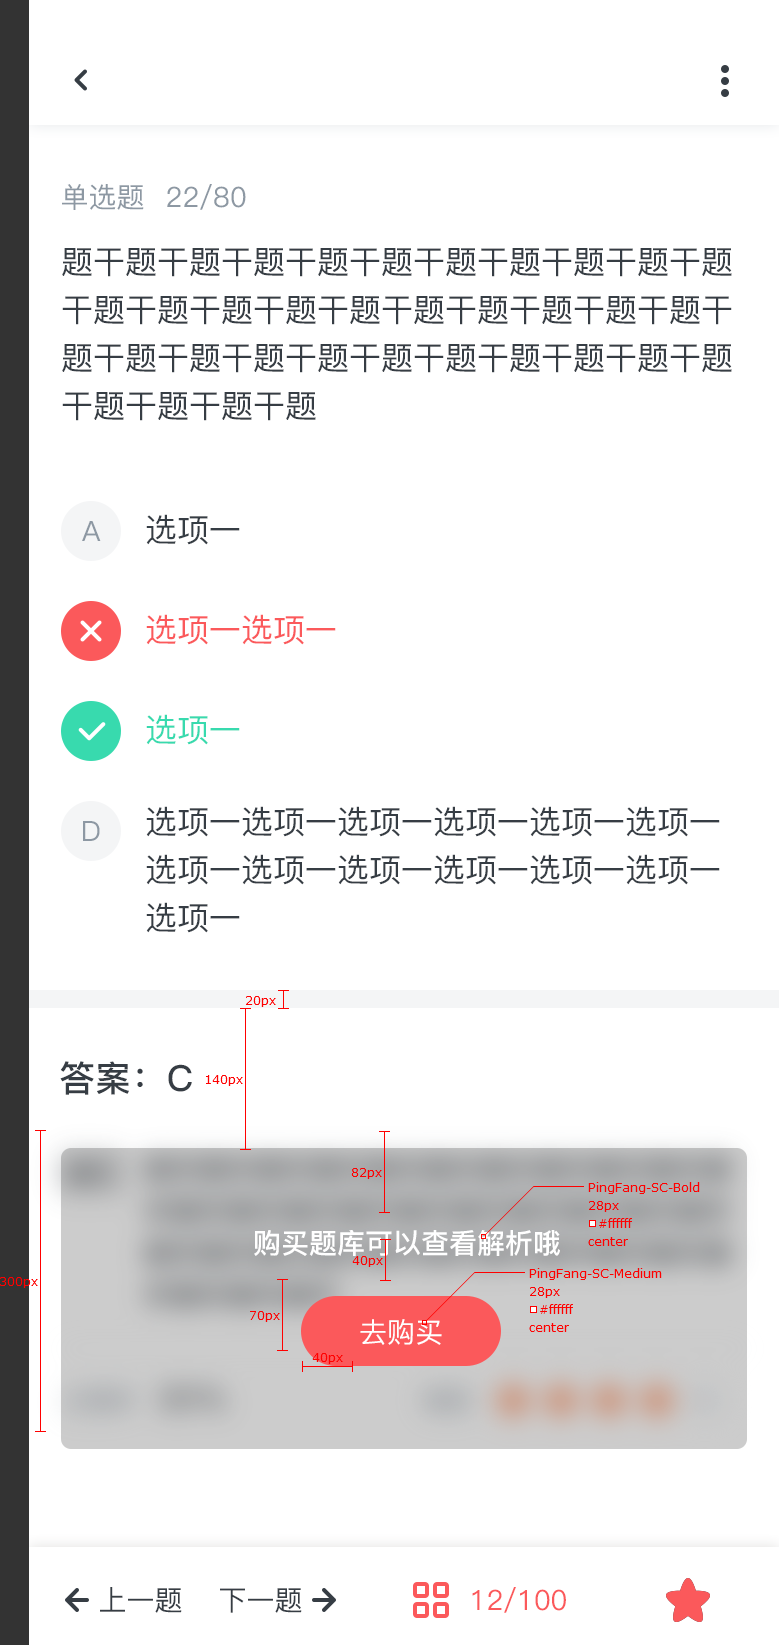 单选题 22/80
题干题干题干题干题干题干题干题干题干题干题
干题干题干题干题干题干题干题干题干题干题干
题干题干题干题干题干题干题干题干题干题干题
干题干题干题干题
A 选项一
选项一选项一
选项一
D 选项一选项一选项一选项一选项一选项一
选项一选项一选项一选项一选项一选项一
选项一
20px
答案：C
140px
82px
PingFang-SC-Bold
28px
#ffffff
center
购买题库可以查看解析哦
40px
300px
PingFang-SC-Medium
28px
#ffffff
center
70px
去购买
40px
上一题 下一题 12/100